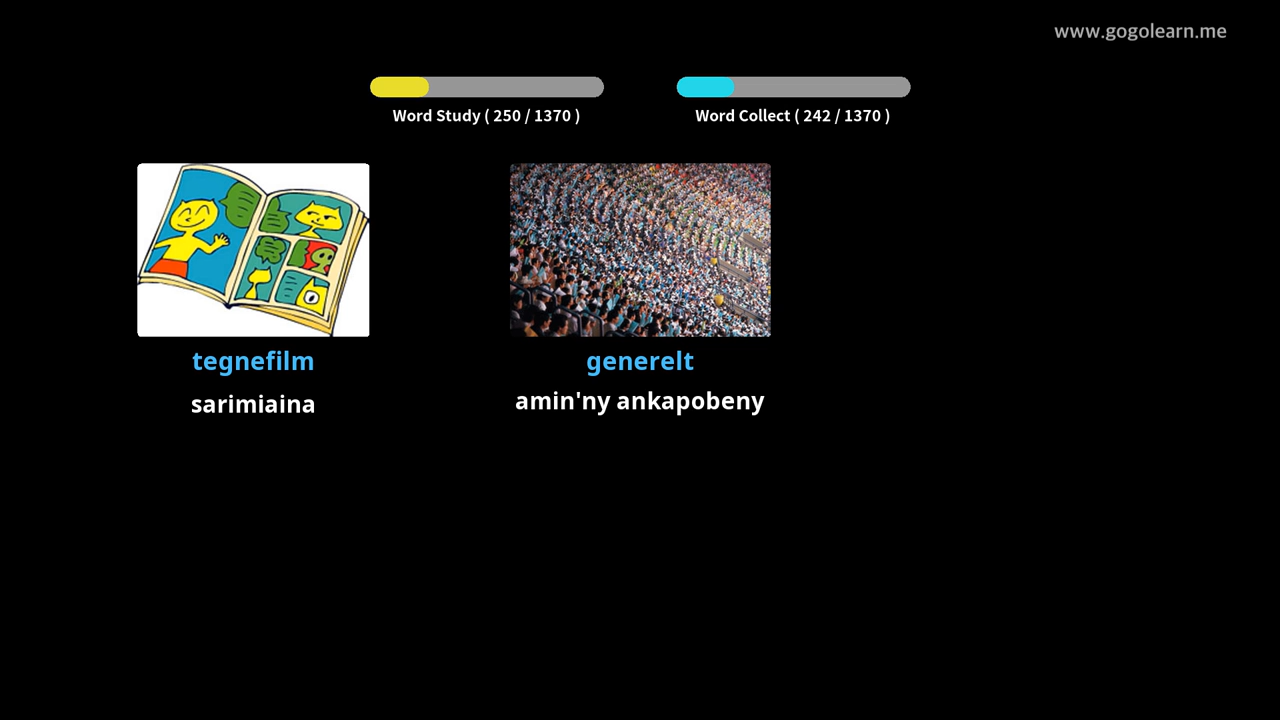 www.gogolearn.me
Word Study ( 250 / 1370 )
Word Collect ( 242 / 1370 )
tegnefilm
generelt
sarimiaina
amin'ny ankapobeny